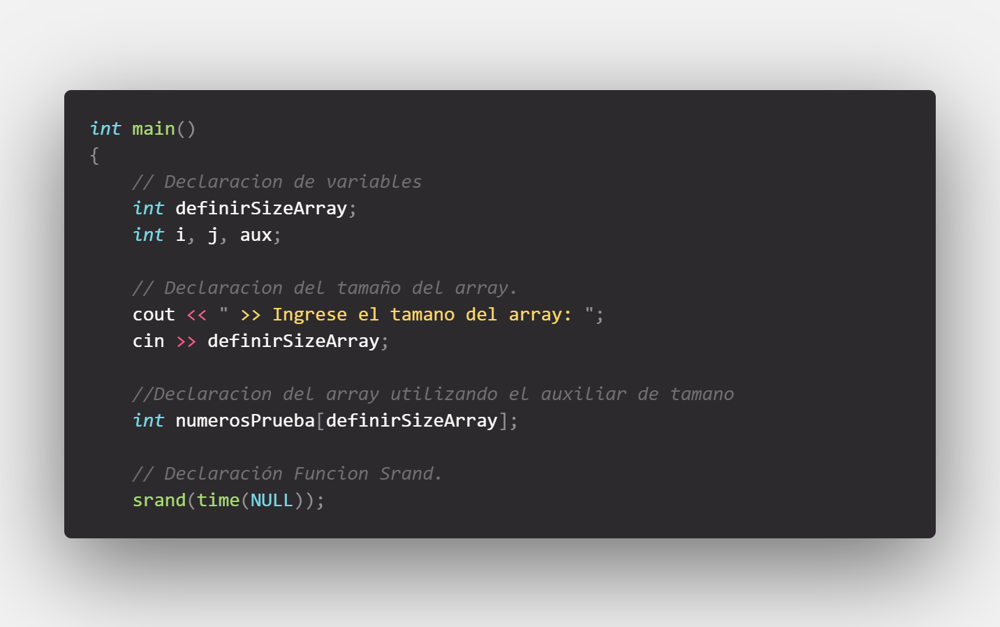 int main()
{
    // Declaracion de variables
    int definirSizeArray;
    int i, j, aux;

    // Declaracion del tamaño del array.
    cout << " >> Ingrese el tamano del array: ";
    cin >> definirSizeArray;

    //Declaracion del array utilizando el auxiliar de tamano
    int numerosPrueba[definirSizeArray];

    // Declaración Funcion Srand.
    srand(time(NULL));